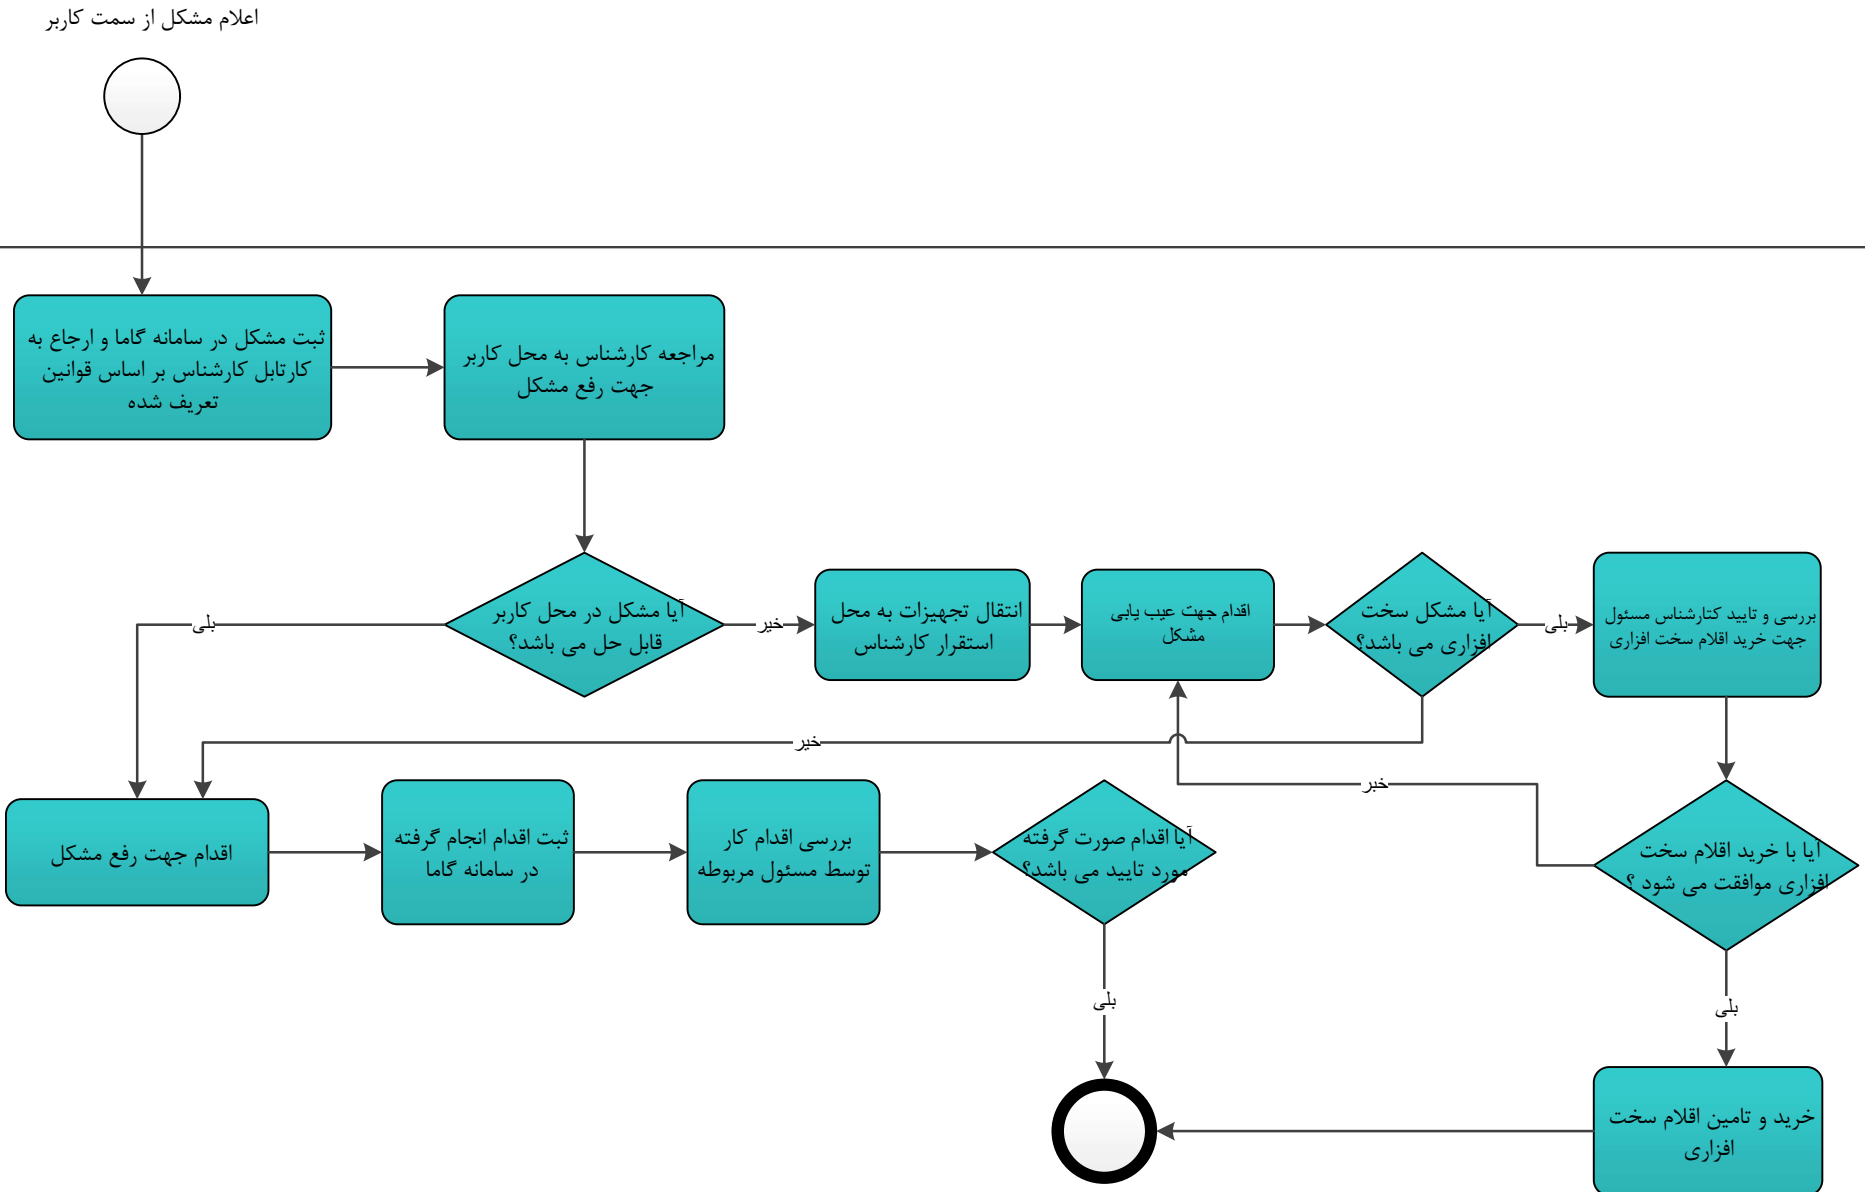 اعلام مشکل از سمت کاربر
ثبت مشکل در سامانه گاما و ارجاع به
کارتابل کارشناس بر اساس قوانین
تعریف شده
مراجعه کارشناس به محل کاربر
جهت رفع مشکل
آیا مشکل در محل کاربر
قابل حل می باشد؟
بلی
خیر
انتقال تجهیزات به محل
استقرار کارشناس
اقدام جهت عیب یابی
مشکل
آیا مشکل سخت
افزاری می باشد؟
بلی
بررسی و تایید کتارشناس مسئول
جهت خرید اقلام سخت افزاری
خیر
خبر
اقدام جهت رفع مشکل
ثبت اقدام انجام گرفته
در سامانه گاما
بررسی اقدام کار
توسط مسئول مربوطه
آیا اقدام صورت گرفته
مورد تایید می باشد؟
آیا با خرید اقلام سخت
افزاری موافقت می شود ؟
بلی
بلی
خرید و تامین اقلام سخت
افزاری